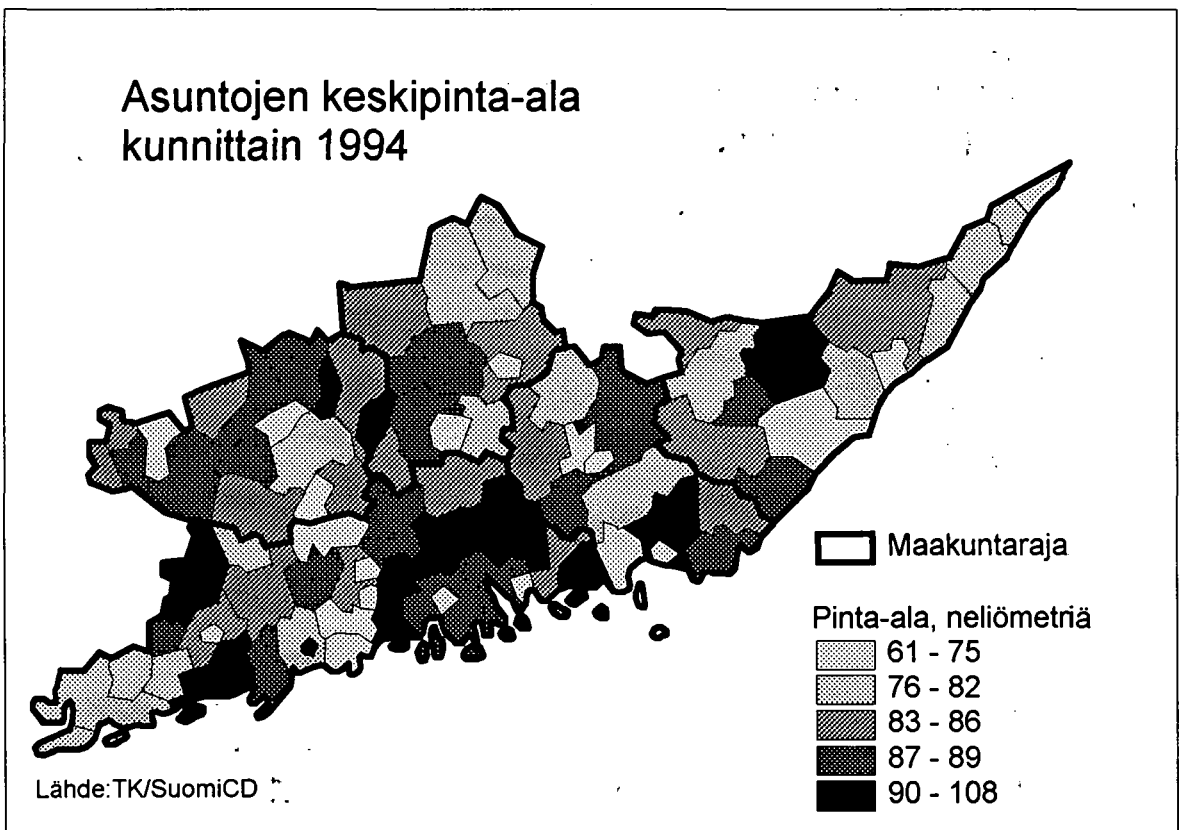 Asuntojen keskipinta-ala
kunnittain 1994
Maakuntaraja
Pinta-ala, neliömetriä
61 - 75
76 - 82
83 - 86
87 - 89
90 - 108
Lähde:TK/SuomiCD